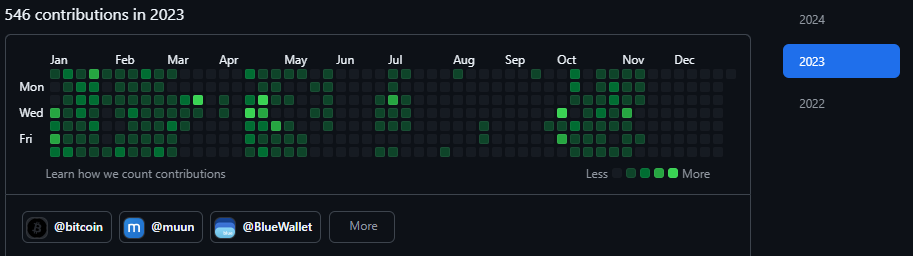 546 contributions in 2023
2024
2023
2022
Jan Feb Mar Apr May Jun Jul Aug Sep Oct Nov Dec
Mon
Wed
Fri
Learn how we count contributions
Less More
@bitcoin @muun @BlueWallet More